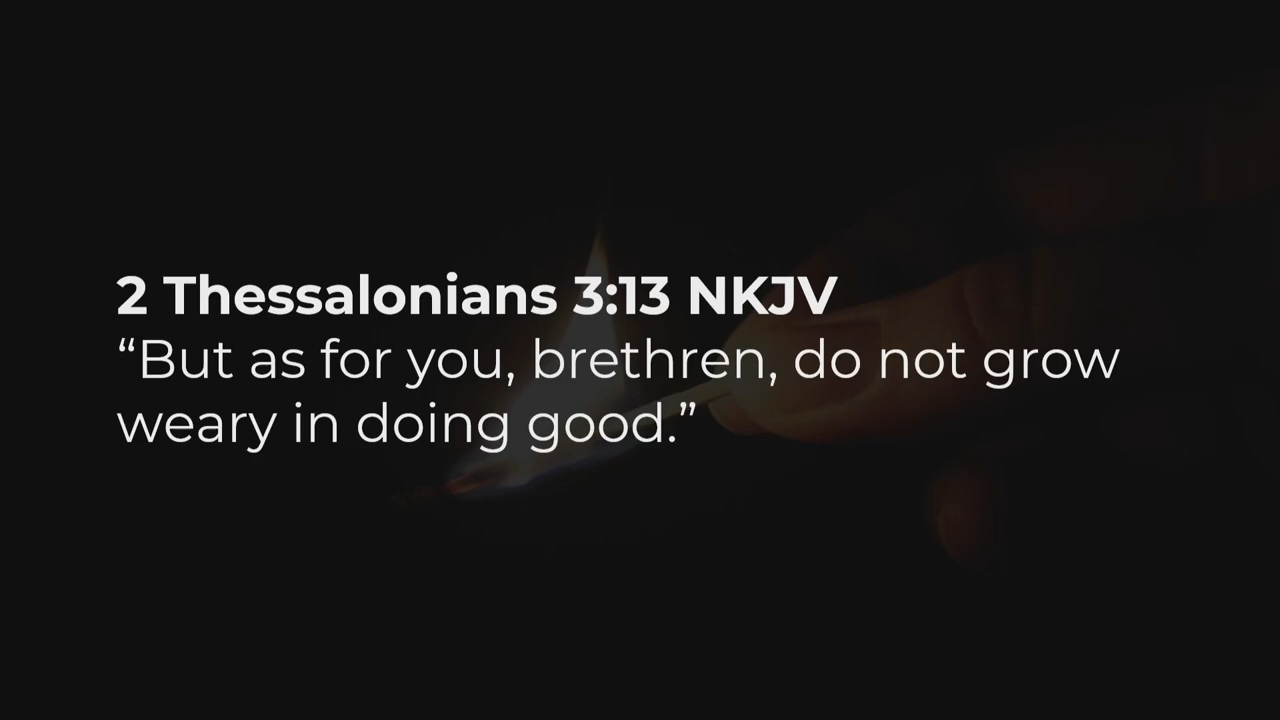 2 Thessalonians 3:13 NKJV
“But as for you, brethren, do not grow
weary in doing good.”